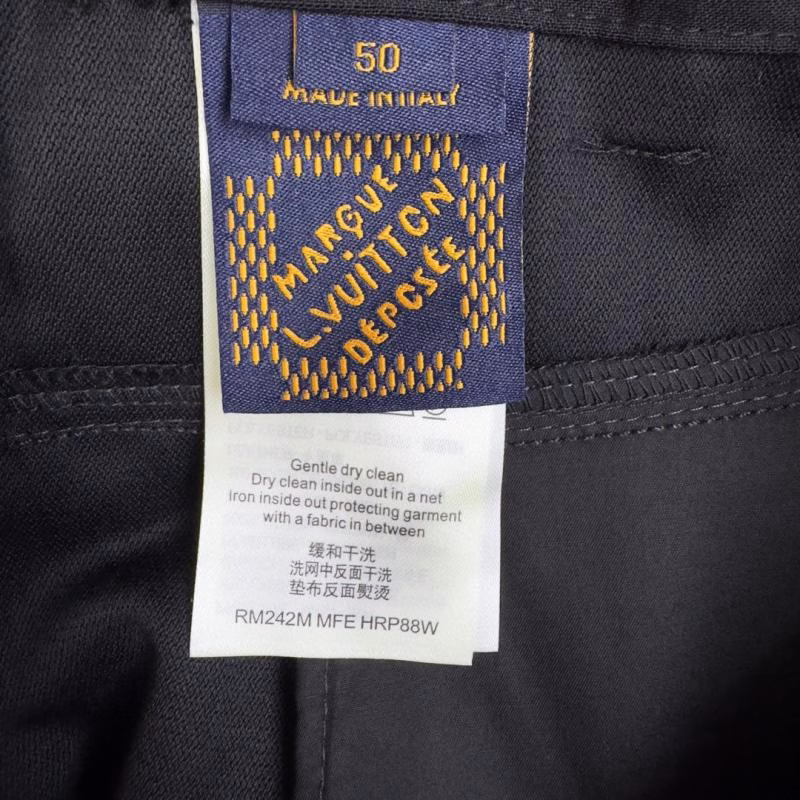 50
MADE IN ITALY
MARQUE
L.VUITTON
DÉPOSÉE
Gentle dry clean
Dry clean inside out in a net
Iron inside out protecting garment
with a fabric in between
缓和干洗
洗网中反面干洗
垫布反面熨烫
RM242M MFE HRP88W